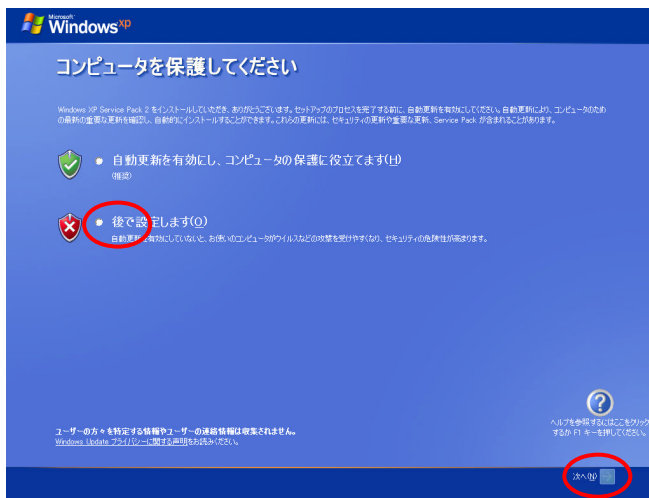 Microsoft
Windows xp
コンピュータを保護してください
Windows XP Service Pack 2 をインストールしていただき、ありがとうございます。セットアップのプロセスを完了する前に、自動更新を有効にしてください。自動更新により、コンピュータのため
の最新の重要な更新を確認し、自動的にインストールすることができます。これらの更新には、セキュリティの更新や重要な更新、Service Pack が含まれることがあります。
自動更新を有効にし、コンピュータの保護に役立てます(H)
(推奨)
後で設定します(O)
自動更新を有効にしていないと、お使いのコンピュータがウイルスなどの攻撃を受けやすくなり、セキュリティの危険性が高まります。
ヘルプを参照するにはここをクリック
するか F1 キーを押してください。
ユーザーの方々を特定する情報やユーザーの連絡情報は収集されません。
Windows Update プライバシーに関する声明をお読みください。
次へ(N)